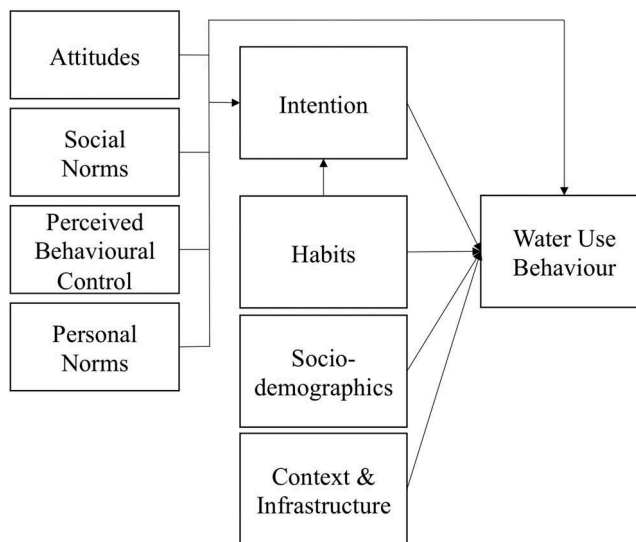 Attitudes
Social
Norms
Perceived
Behavioural
Control
Personal
Norms
Intention
Habits
Socio-
demographics
Context &
Infrastructure
Water Use
Behaviour